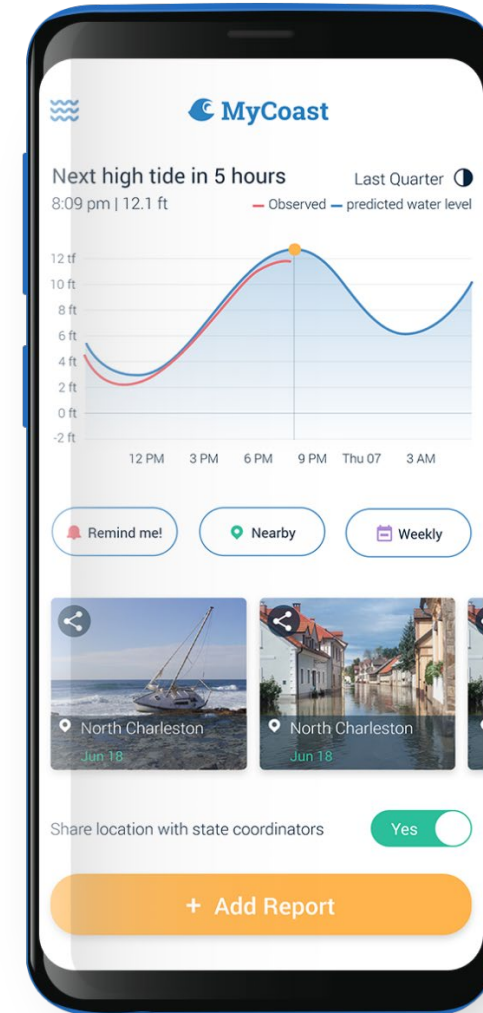 MyCoast
Next high tide in 5 hours
Last Quarter
8:09 pm | 12.1 ft
Observed
predicted water level
12 tf
10 ft
8 ft
6 ft
4 ft
2 ft
0 ft
-2 ft
12 PM 3 PM 6 PM 9 PM Thu 07 3 AM
Remind me!
Nearby
Weekly
North Charleston
Jun 18
North Charleston
Jun 18
Share location with state coordinators
Yes
+ Add Report